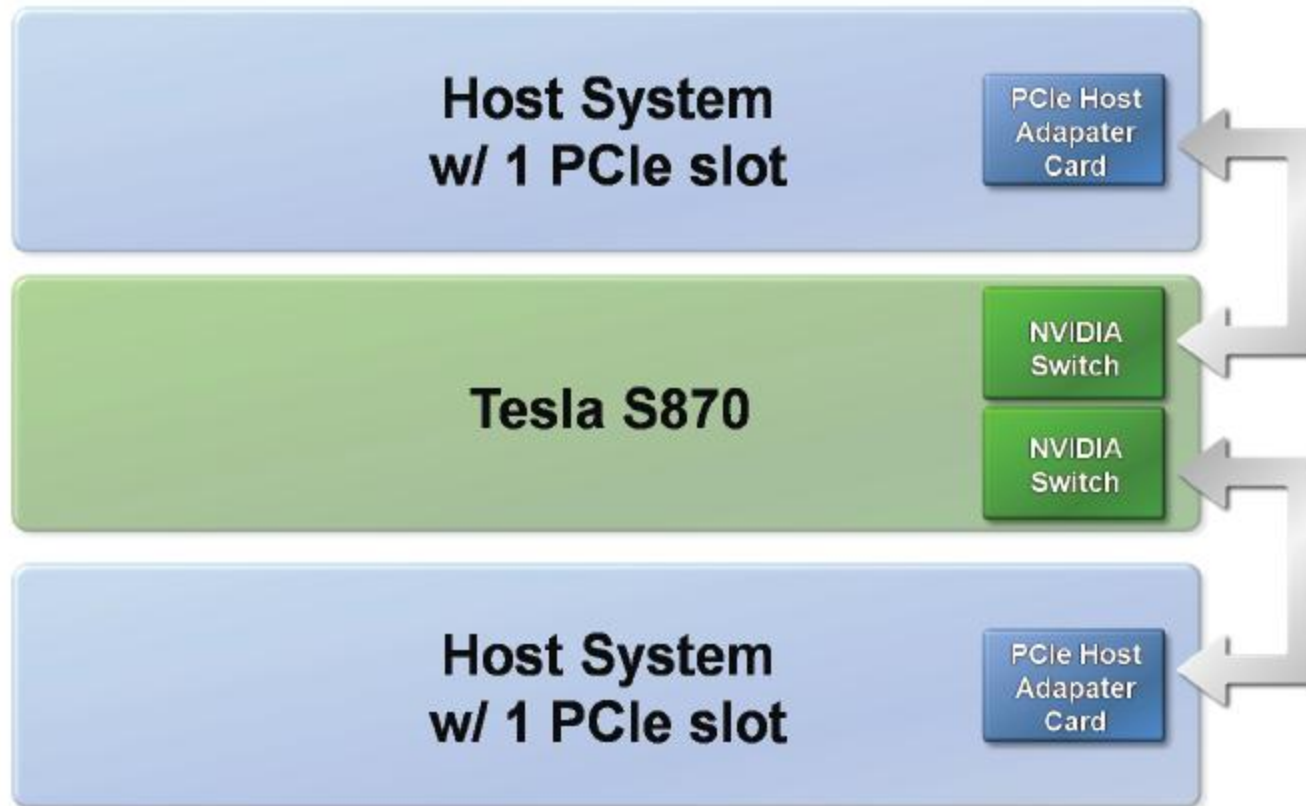 Host System
w/ 1 PCIe slot
PCIe Host
Adapater
Card
Tesla S870
NVIDIA
Switch
NVIDIA
Switch
Host System
w/ 1 PCIe slot
PCIe Host
Adapater
Card